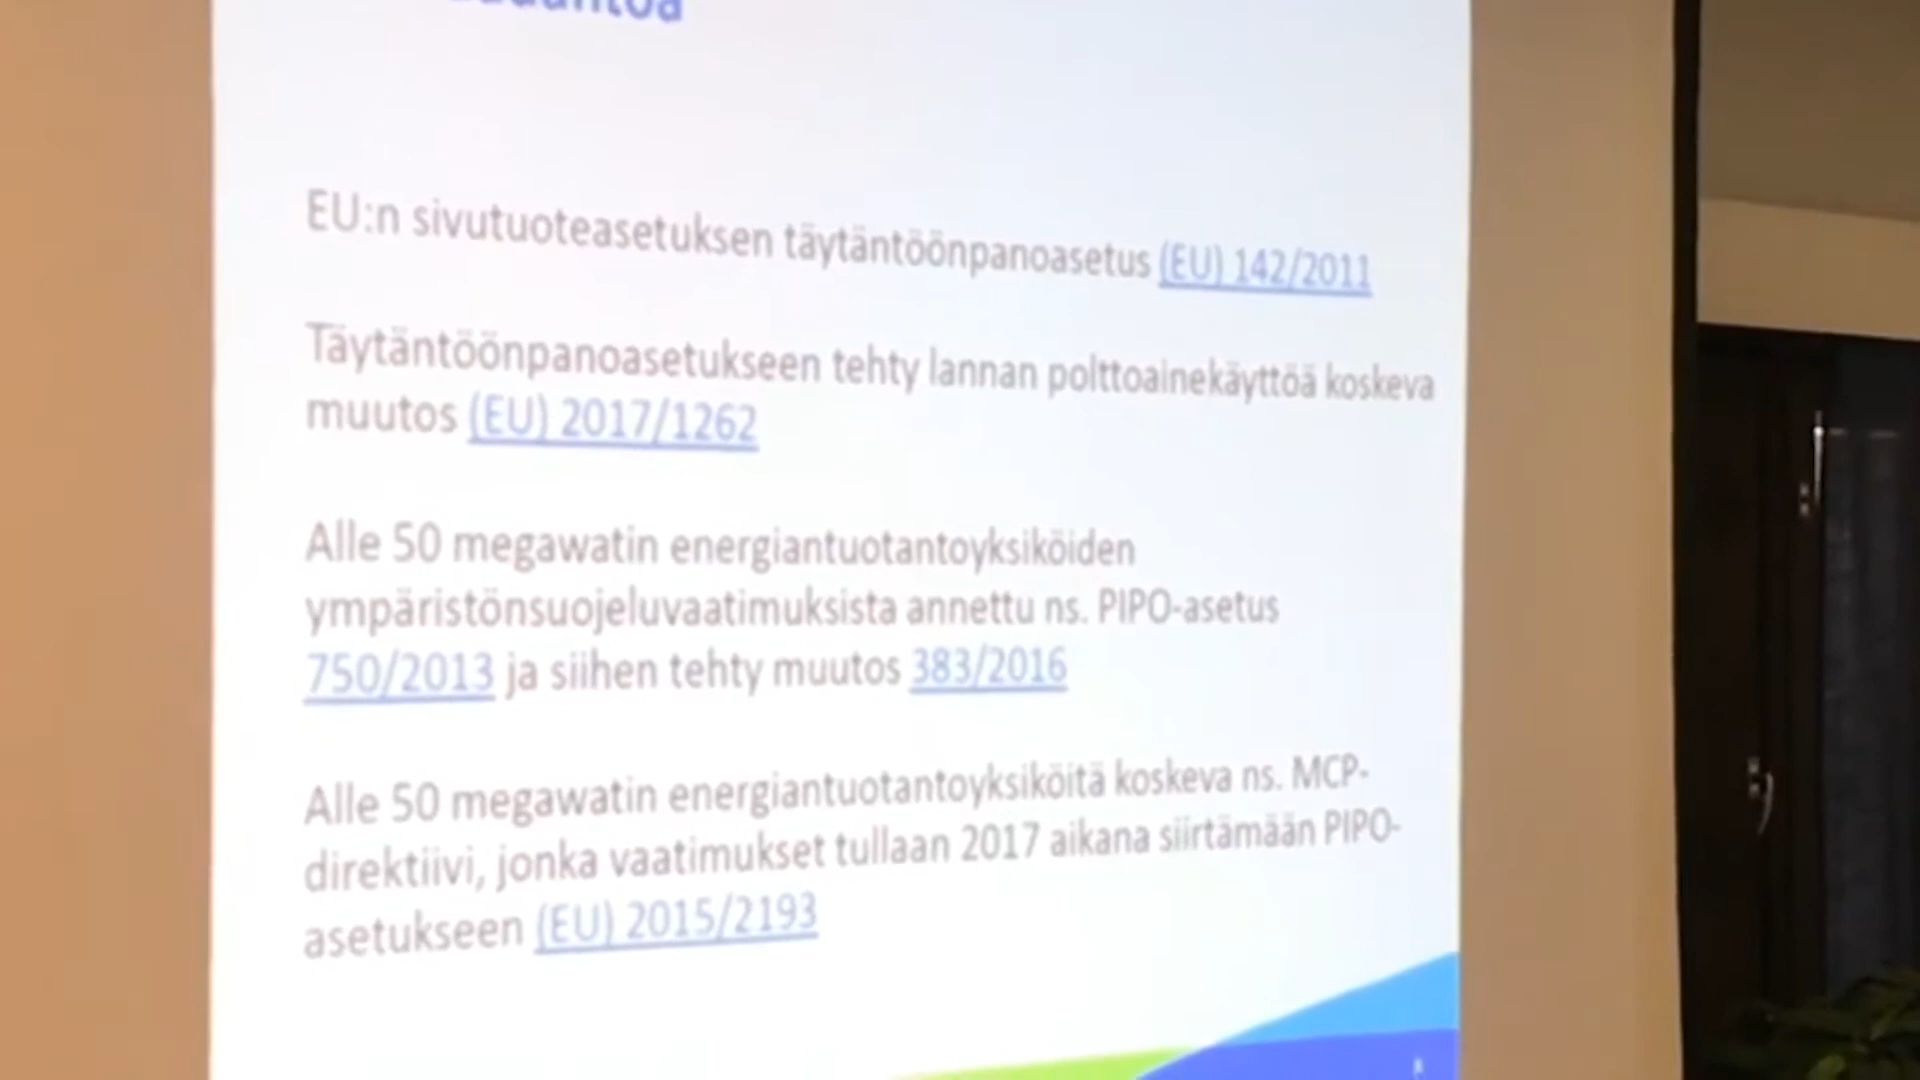 EU:n sivutuoteasetuksen täytäntöönpanoasetus (EU) 142/2011
Täytäntöönpanoasetukseen tehty lannan polttoainekäyttöä koskeva
muutos (EU) 2017/1262
Alle 50 megawatin energiantuotantoyksiköiden
ympäristönsuojeluvaatimuksista annettu ns. PIPO-asetus
750/2013 ja siihen tehty muutos 383/2016
Alle 50 megawatin energiantuotantoyksiköitä koskeva ns. MCP-
direktiivi, jonka vaatimukset tullaan 2017 aikana siirtämään PIPO-
asetukseen (EU) 2015/2193